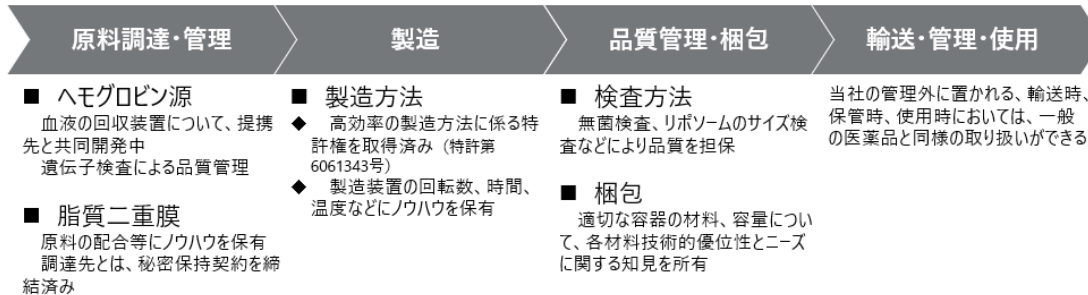 原料調達・管理
製造
品質管理・梱包
輸送・管理・使用
■ ヘモグロビン源
血液の回収装置について、提携
先と共同開発中
遺伝子検査による品質管理
■ 脂質二重膜
原料の配合等にノウハウを保有
調達先とは、秘密保持契約を締
結済み
■ 製造方法
◆ 高効率の製造方法に係る特
許権を取得済み（特許第
6061343号）
◆ 製造装置の回転数、時間、
温度などにノウハウを保有
■ 検査方法
無菌検査、リポソームのサイズ検
査などにより品質を担保
■ 梱包
適切な容器の材料、容量につい
て、各材料技術的優位性とニーズ
に関する知見を所有
当社の管理外に置かれる、輸送時、
保管時、使用時においては、一般
の医薬品と同様の取り扱いができる